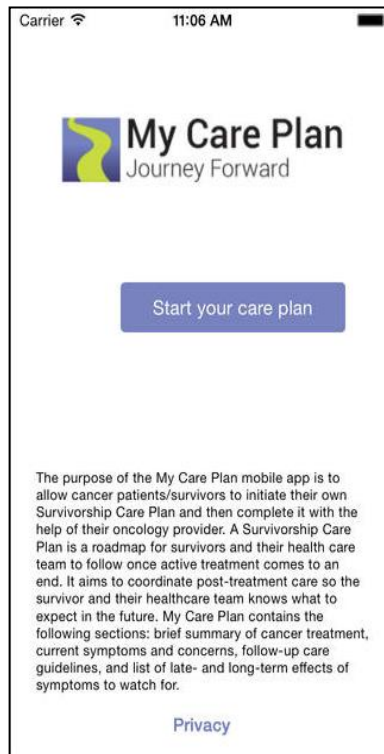 Carrier 11:06 AM
My Care Plan
Journey Forward
Start your care plan
The purpose of the My Care Plan mobile app is to
allow cancer patients/survivors to initiate their own
Survivorship Care Plan and then complete it with the
help of their oncology provider. A Survivorship Care
Plan is a roadmap for survivors and their health care
team to follow once active treatment comes to an
end. It aims to coordinate post-treatment care so the
survivor and their healthcare team knows what to
expect in the future. My Care Plan contains the
following sections: brief summary of cancer treatment,
current symptoms and concerns, follow-up care
guidelines, and list of late- and long-term effects of
symptoms to watch for.
Privacy